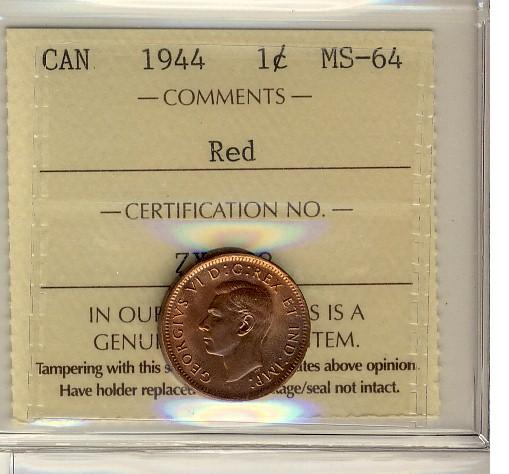 CAN 1944 1¢ MS-64
— COMMENTS —
Red
— CERTIFICATION NO. —
IN OUR IS A
TEM.
Tampering with this above opinion.
Have holder not intact.
GEORGIVS VI D:G:REX ET IND:IMP: